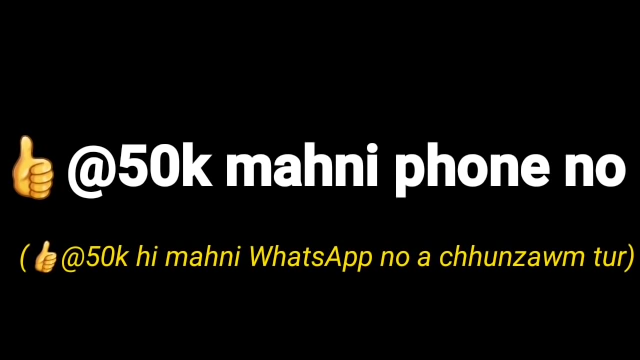 👍@50k mahni phone no
(👍@50k hi mahni WhatsApp no a chhunzawm tur)